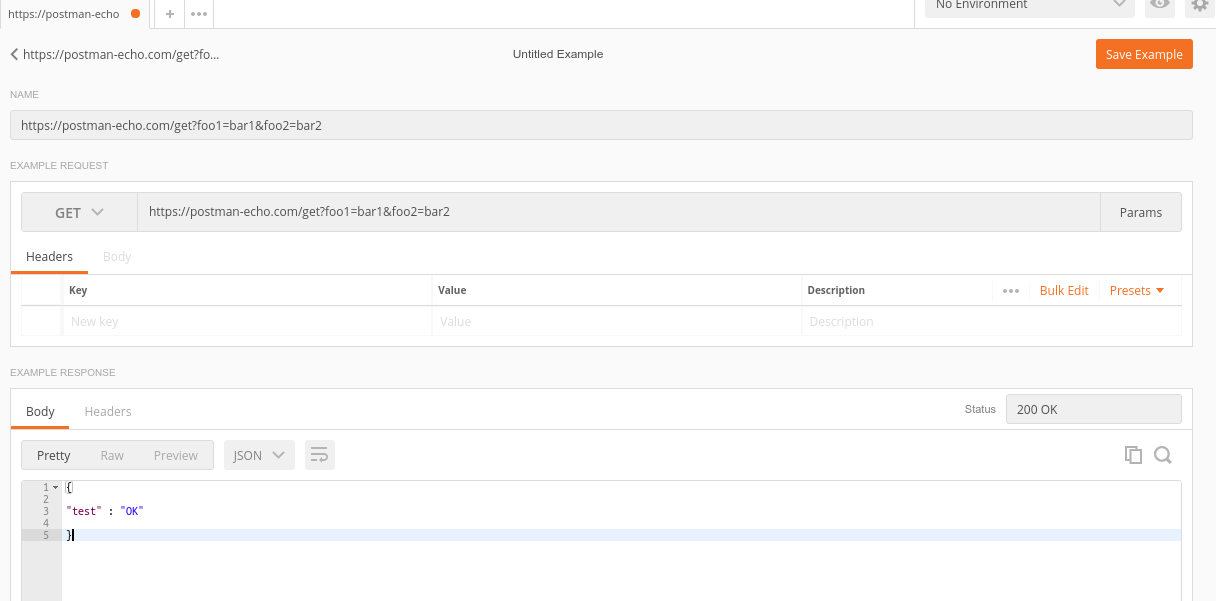 https://postman-echo
+
No Environment
https://postman-echo.com/get?fo...
Untitled Example
Save Example
NAME
https://postman-echo.com/get?foo1=bar1&foo2=bar2
EXAMPLE REQUEST
GET
https://postman-echo.com/get?foo1=bar1&foo2=bar2
Params
Headers
Body
Key
Value
Description
Bulk Edit
Presets
New key
Value
Description
EXAMPLE RESPONSE
Body
Headers
Status
200 OK
Pretty
Raw
Preview
JSON
1 {
2
3 "test" : "OK"
4
5 }